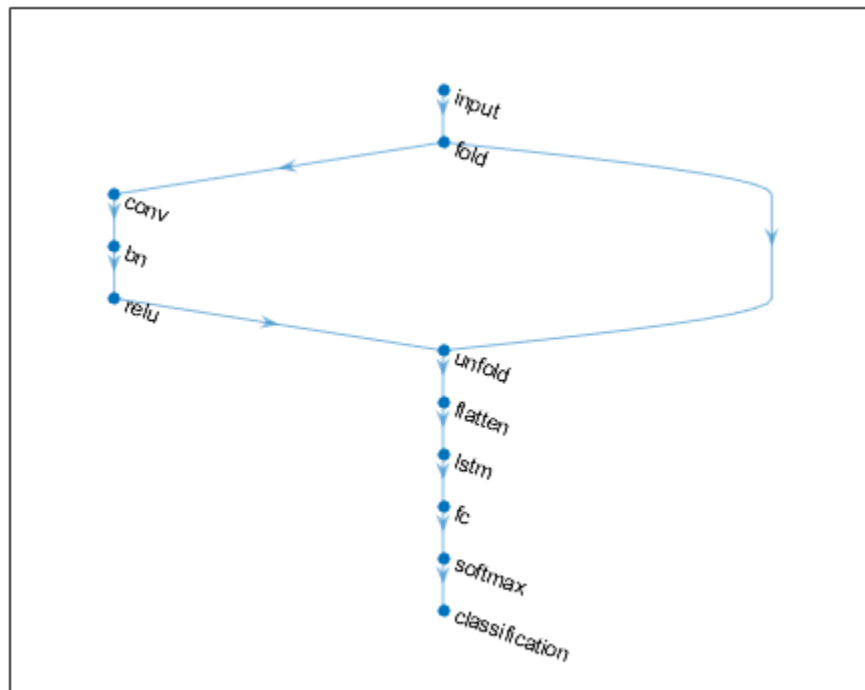 input
fold
conv
bn
relu
unfold
flatten
lstm
fc
softmax
classification